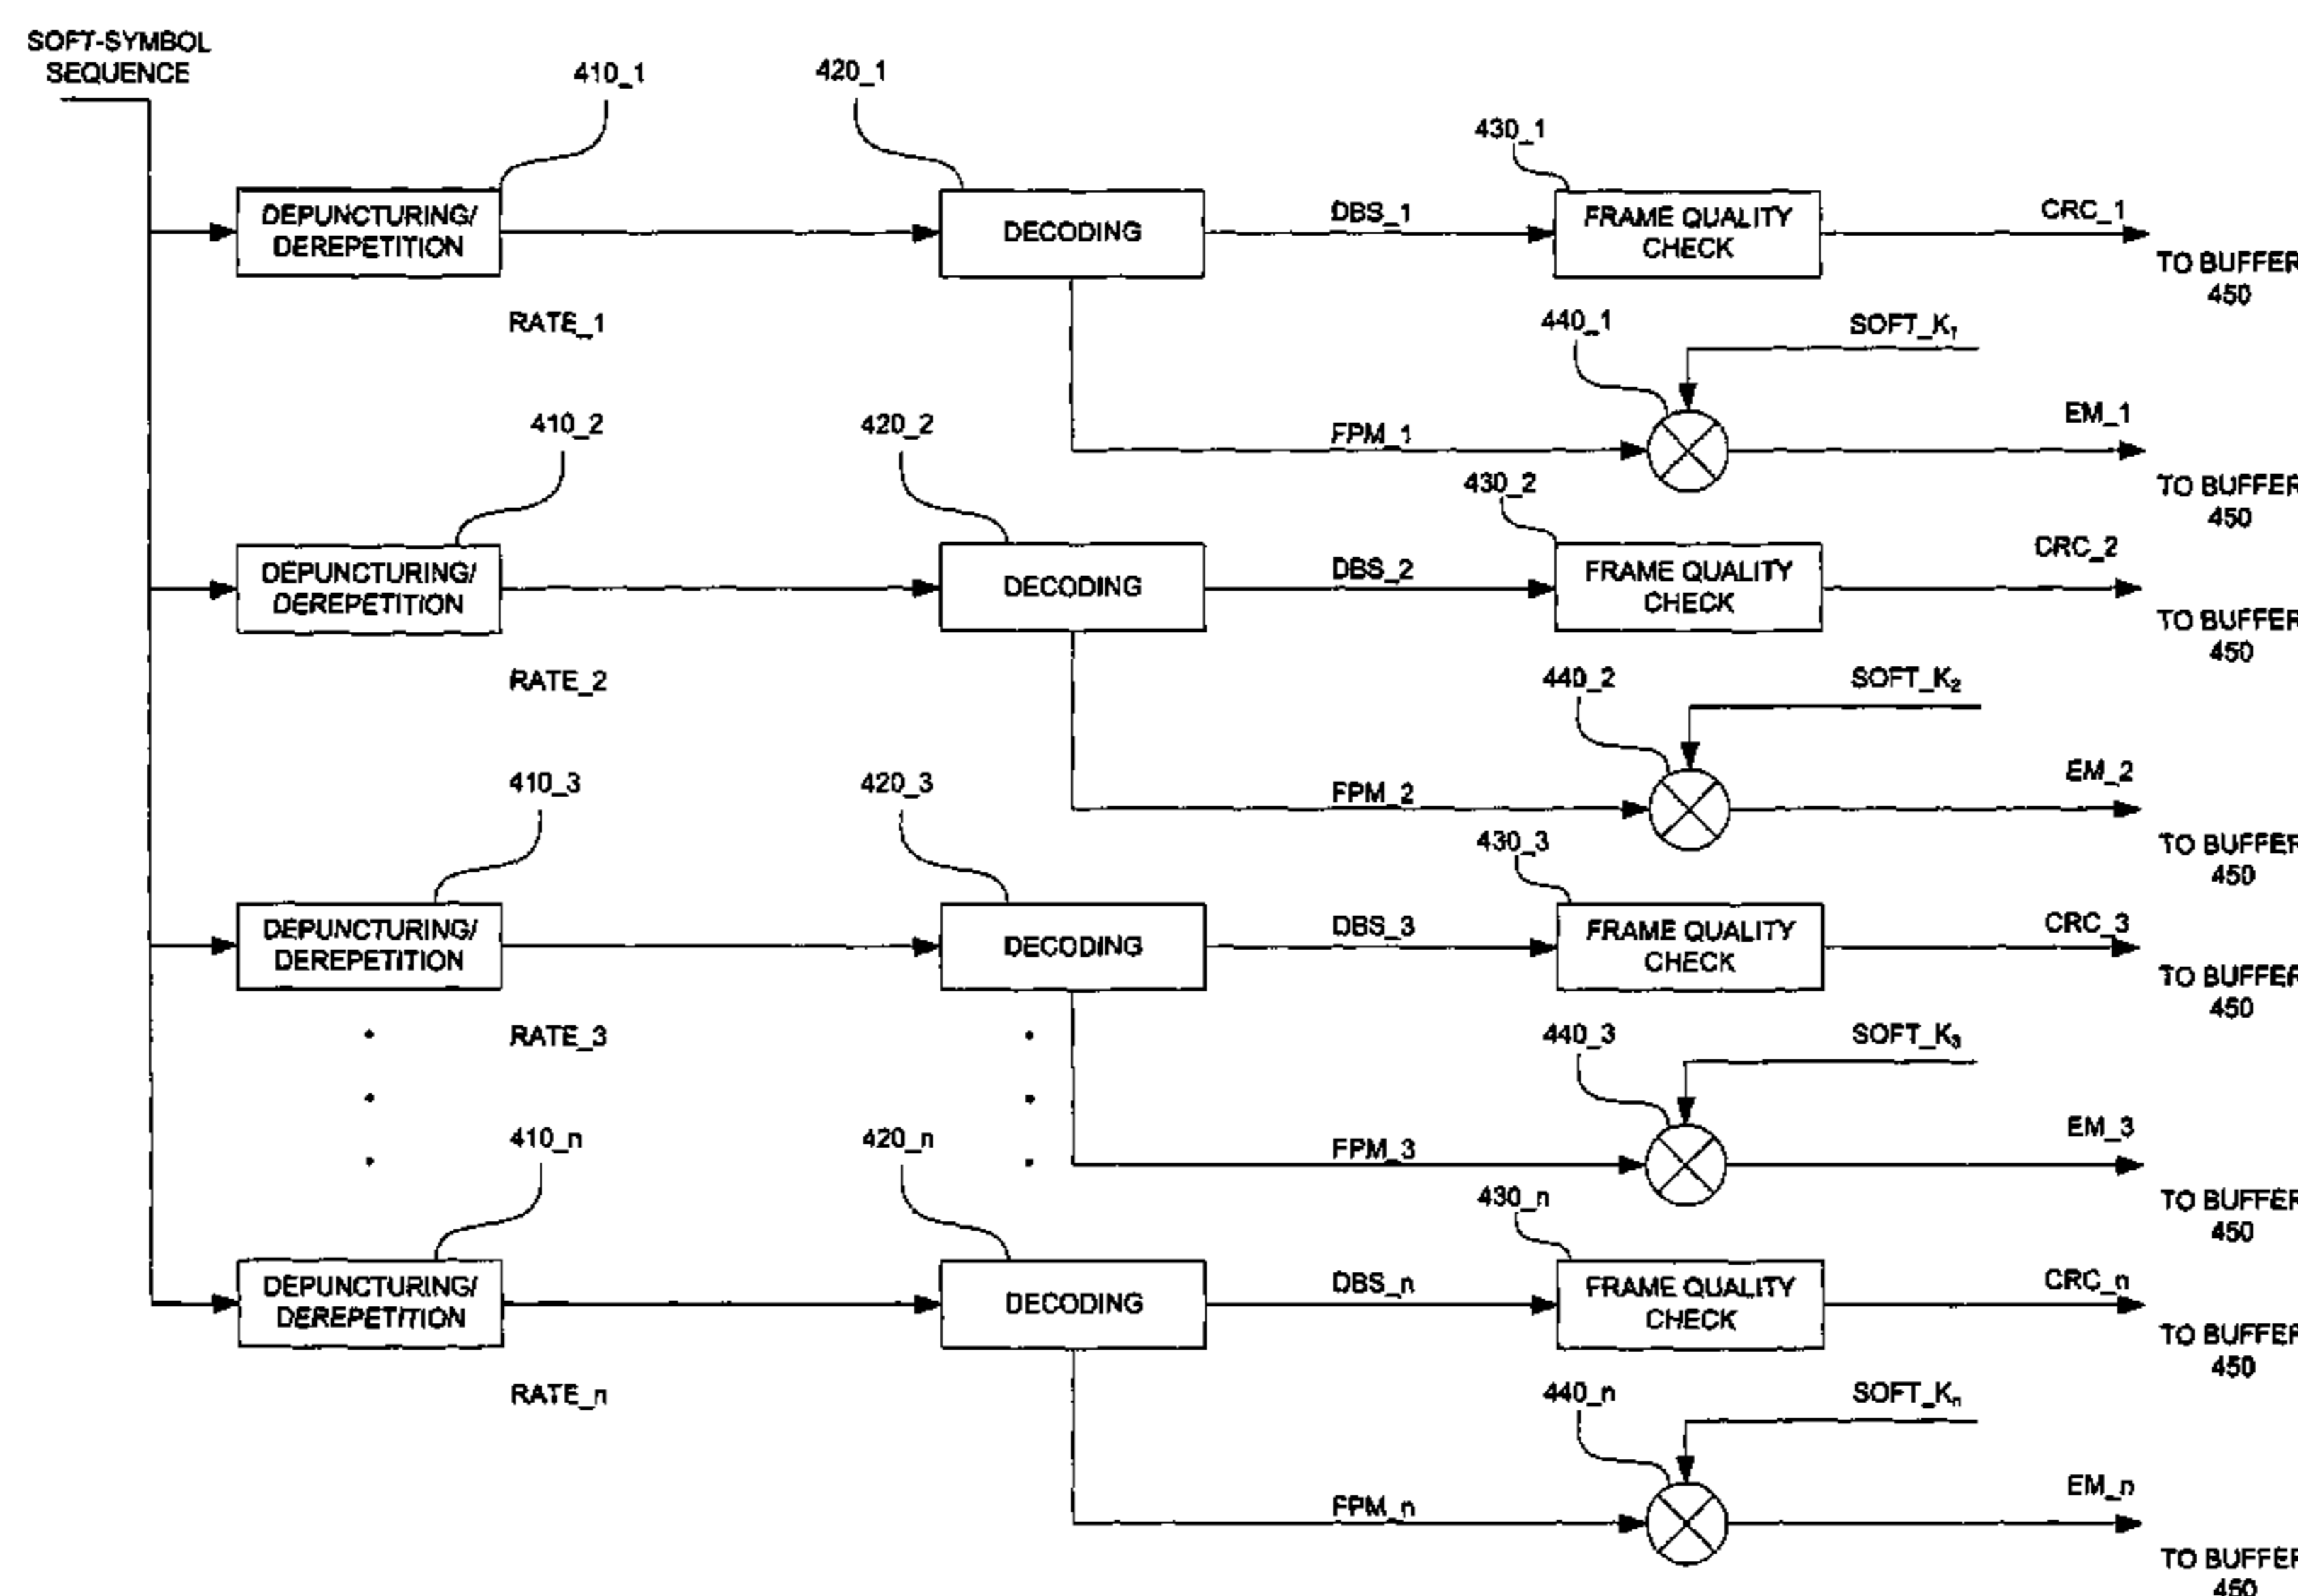 SOFT-SYMBOL
SEQUENCE
410_1
420_1
430_1
DEPUNCTURING/
DEREPETITION
DECODING
DBS_1
FRAME QUALITY
CHECK
CRC_1
TO BUFFER
450
RATE_1
440_1
SOFT_K₁
FPM_1
EM_1
TO BUFFER
450
410_2
420_2
430_2
DEPUNCTURING/
DEREPETITION
DECODING
DBS_2
FRAME QUALITY
CHECK
CRC_2
TO BUFFER
450
RATE_2
440_2
SOFT_K₂
FPM_2
EM_2
TO BUFFER
450
410_3
420_3
430_3
DEPUNCTURING/
DEREPETITION
DECODING
DBS_3
FRAME QUALITY
CHECK
CRC_3
TO BUFFER
450
RATE_3
440_3
SOFT_K₃
FPM_3
EM_3
TO BUFFER
450
410_n
420_n
430_n
DEPUNCTURING/
DEREPETITION
DECODING
DBS_n
FRAME QUALITY
CHECK
CRC_n
TO BUFFER
450
RATE_n
440_n
SOFT_Kₙ
FPM_n
EM_n
TO BUFFER
450